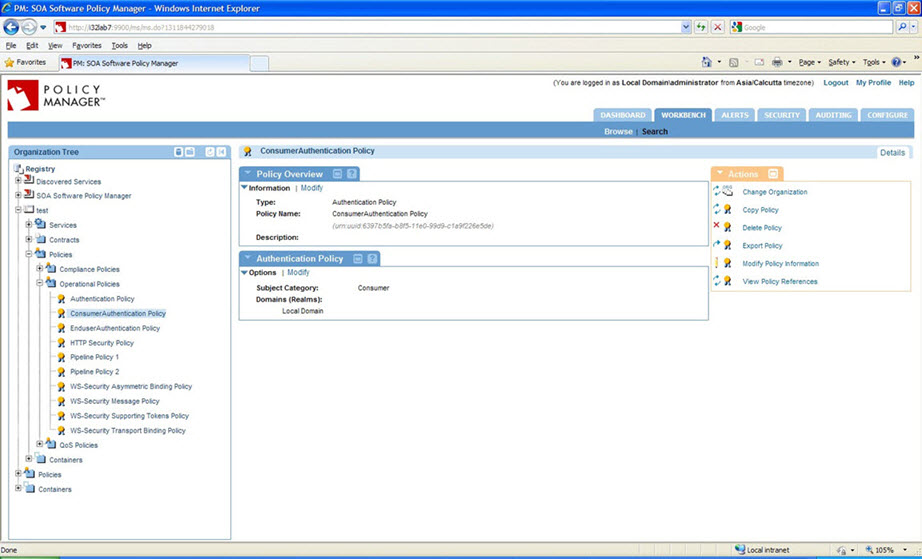 PM: SOA Software Policy Manager - Windows Internet Explorer
http://i32lab7:9900/ms/ms.do?1311844279018
Google
File Edit View Favorites Tools Help
Favorites PM: SOA Software Policy Manager
Page Safety Tools
(You are logged in as Local Domain\administrator from Asia/Calcutta timezone) Logout My Profile Help
POLICY
MANAGER™
DASHBOARD WORKBENCH ALERTS SECURITY AUDITING CONFIGURE
Browse | Search
Organization Tree
Registry
Discovered Services
SOA Software Policy Manager
test
Services
Contracts
Policies
Compliance Policies
Operational Policies
Authentication Policy
ConsumerAuthentication Policy
EnduserAuthentication Policy
HTTP Security Policy
Pipeline Policy 1
Pipeline Policy 2
WS-Security Asymmetric Binding Policy
WS-Security Message Policy
WS-Security Supporting Tokens Policy
WS-Security Transport Binding Policy
QoS Policies
Containers
Policies
Containers
ConsumerAuthentication Policy
Details
Policy Overview
Information | Modify
Type: Authentication Policy
Policy Name: ConsumerAuthentication Policy
(urn:uuid:6397b5fa-b8f5-11e0-99d9-c1a9f226e5de)
Description:
Authentication Policy
Options | Modify
Subject Category: Consumer
Domains (Realms):
Local Domain
Actions
Change Organization
Copy Policy
Delete Policy
Export Policy
Modify Policy Information
View Policy References
Done Local intranet 105%